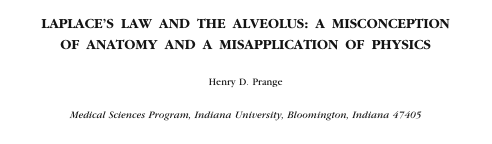 LAPLACE'S LAW AND THE ALVEOLUS: A MISCONCEPTION
OF ANATOMY AND A MISAPPLICATION OF PHYSICS
Henry D. Prange
Medical Sciences Program, Indiana University, Bloomington, Indiana 47405